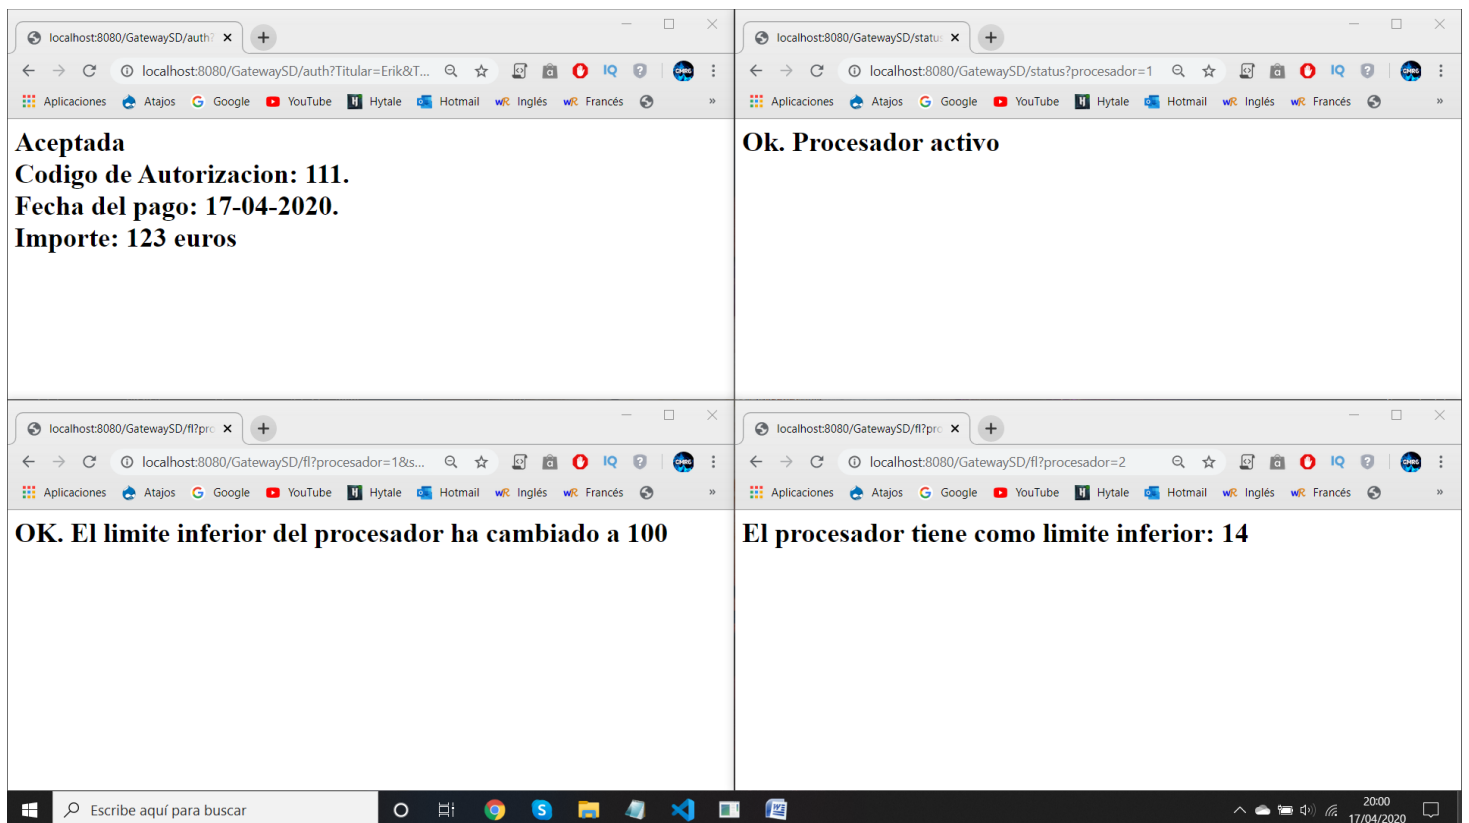 localhost:8080/GatewaySD/auth?
localhost:8080/GatewaySD/auth?Titular=Erik&T...
Aplicaciones Atajos Google YouTube Hytale Hotmail Inglés Francés »
Aceptada
Codigo de Autorizacion: 111.
Fecha del pago: 17-04-2020.
Importe: 123 euros
localhost:8080/GatewaySD/statu
localhost:8080/GatewaySD/status?procesador=1
Aplicaciones Atajos Google YouTube Hytale Hotmail Inglés Francés »
Ok. Procesador activo
localhost:8080/GatewaySD/fl?pro
localhost:8080/GatewaySD/fl?procesador=1&s...
Aplicaciones Atajos Google YouTube Hytale Hotmail Inglés Francés »
OK. El limite inferior del procesador ha cambiado a 100
localhost:8080/GatewaySD/fl?pro
localhost:8080/GatewaySD/fl?procesador=2
Aplicaciones Atajos Google YouTube Hytale Hotmail Inglés Francés »
El procesador tiene como limite inferior: 14
Escribe aquí para buscar
20:00
17/04/2020